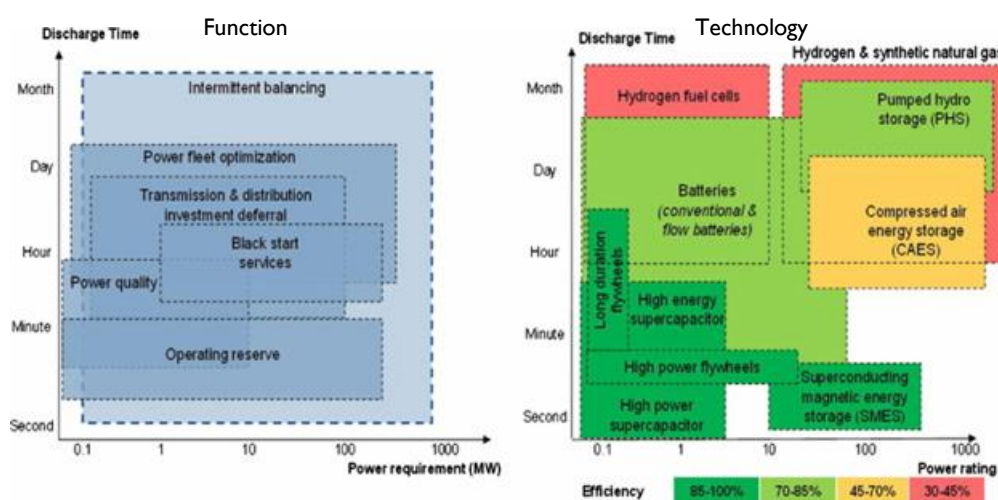 Function
Discharge Time
Month
Day
Hour
Minute
Second
Intermittent balancing
Power fleet optimization
Transmission & distribution
investment deferral
Black start
services
Power quality
Operating reserve
0.1
1
10
100
1000
Power requirement (MW)
Technology
Discharge Time
Hydrogen & synthetic natural gas
Month
Day
Hour
Minute
Second
Hydrogen fuel cells
Pumped hydro
storage (PHS)
Batteries
(conventional &
flow batteries)
Compressed air
energy storage
(CAES)
Long duration
flywheels
High energy
supercapacitor
High power flywheels
High power
supercapacitor
Superconducting
magnetic energy
storage (SMES)
0.1
1
10
100
1000
Power rating
Efficiency
85-100%
70-85%
45-70%
30-45%